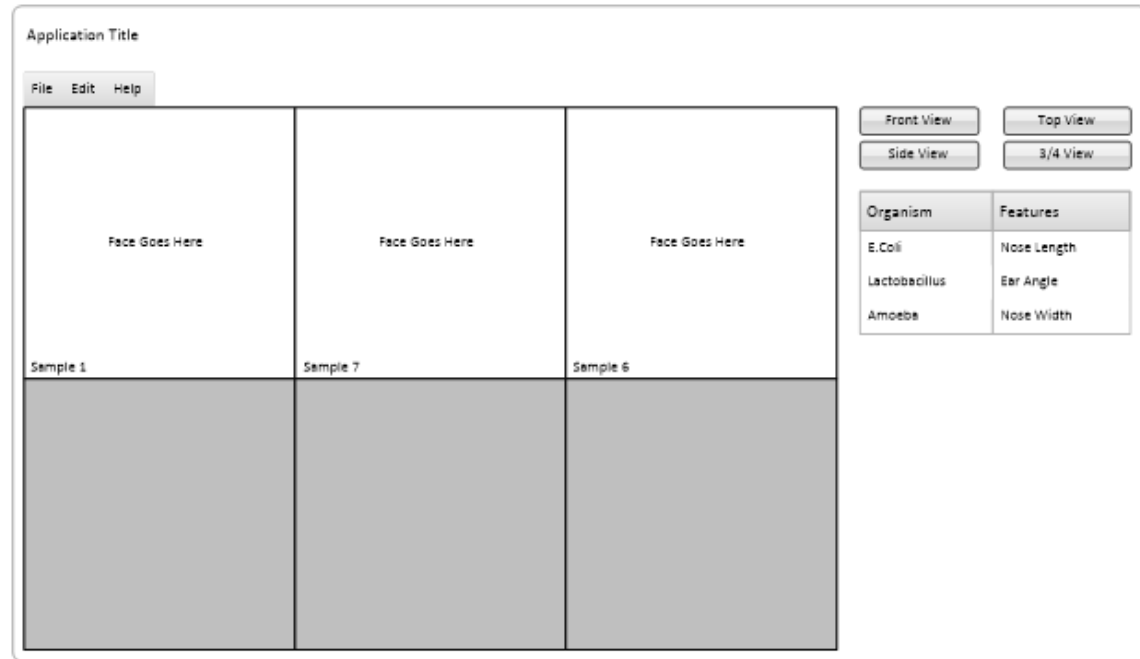 Application Title
File Edit Help
Front View Top View
Side View 3/4 View
Organism Features
Face Goes Here Face Goes Here Face Goes Here
E.Coli Nose Length
Lactobacillus Ear Angle
Amoeba Nose Width
Sample 1 Sample 7 Sample 6